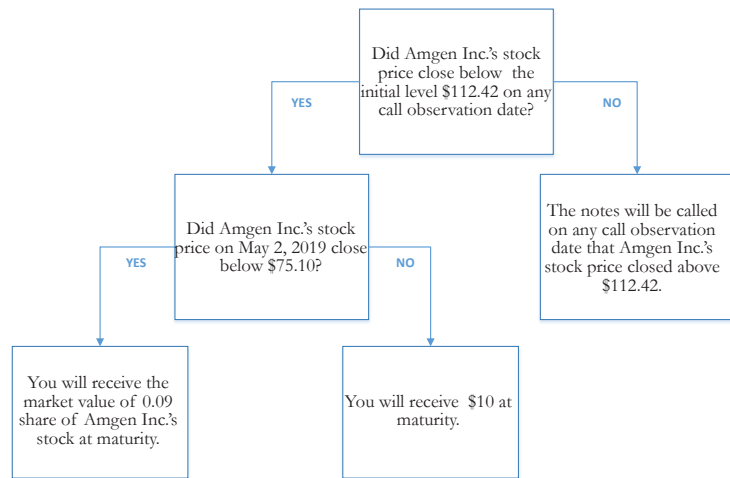 Did Amgen Inc.'s stock
price close below the
initial level $112.42 on any
call observation date?
YES
NO
Did Amgen Inc.'s stock
price on May 2, 2019 close
below $75.10?
The notes will be called
on any call observation
date that Amgen Inc.'s
stock price closed above
$112.42.
YES
NO
You will receive the
market value of 0.09
share of Amgen Inc.'s
stock at maturity.
You will receive $10 at
maturity.